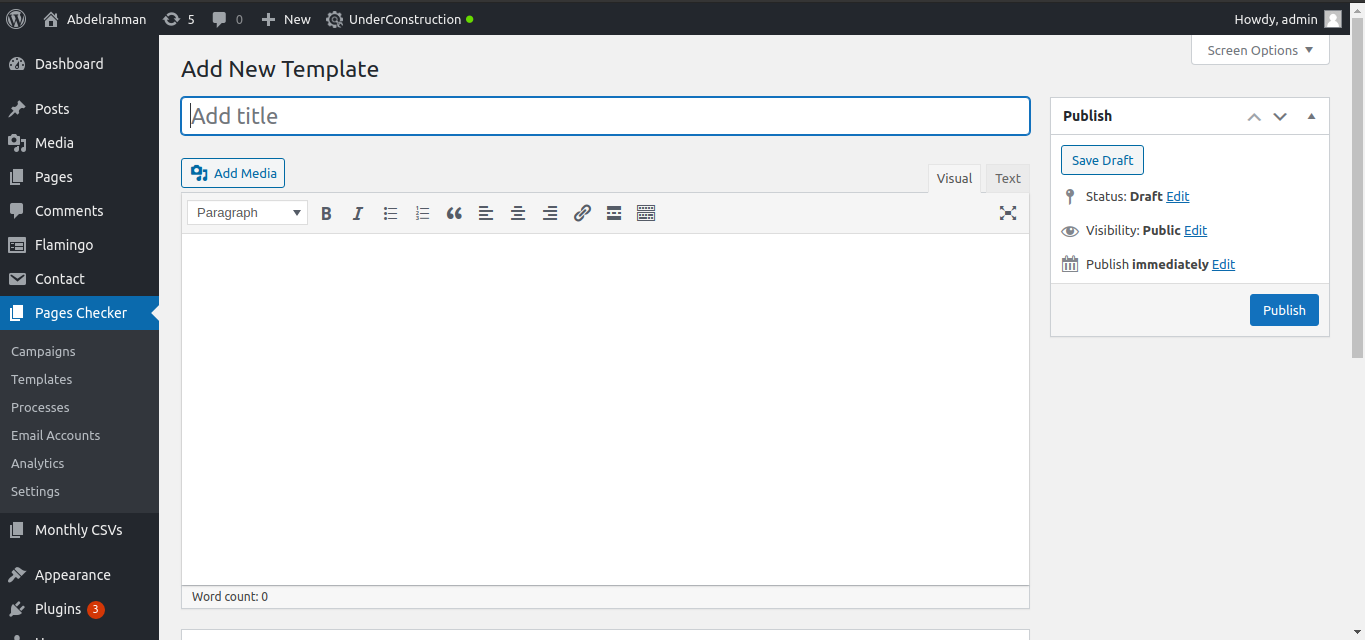 Abdelrahman 5 0 New UnderConstruction Howdy, admin
Screen Options
Dashboard
Posts
Media
Pages
Comments
Flamingo
Contact
Pages Checker
Campaigns
Templates
Processes
Email Accounts
Analytics
Settings
Monthly CSVs
Appearance
Plugins 3
Add New Template
Add title
Add Media
Visual Text
Paragraph B I
Word count: 0
Publish
Save Draft
Status: Draft Edit
Visibility: Public Edit
Publish immediately Edit
Publish